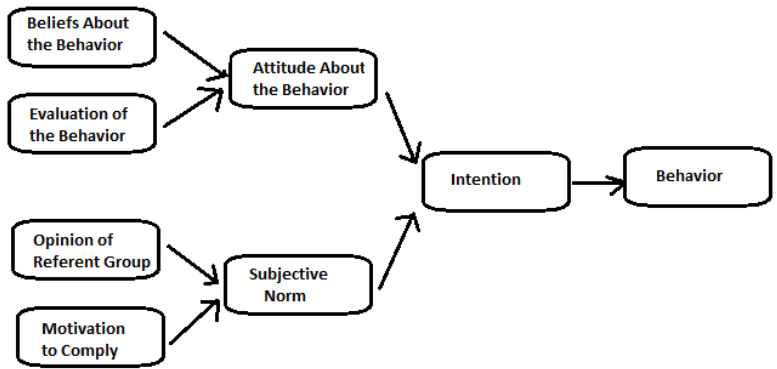 Beliefs About
the Behavior
Evaluation of
the Behavior
Attitude About
the Behavior
Opinion of
Referent Group
Motivation
to Comply
Subjective
Norm
Intention
Behavior